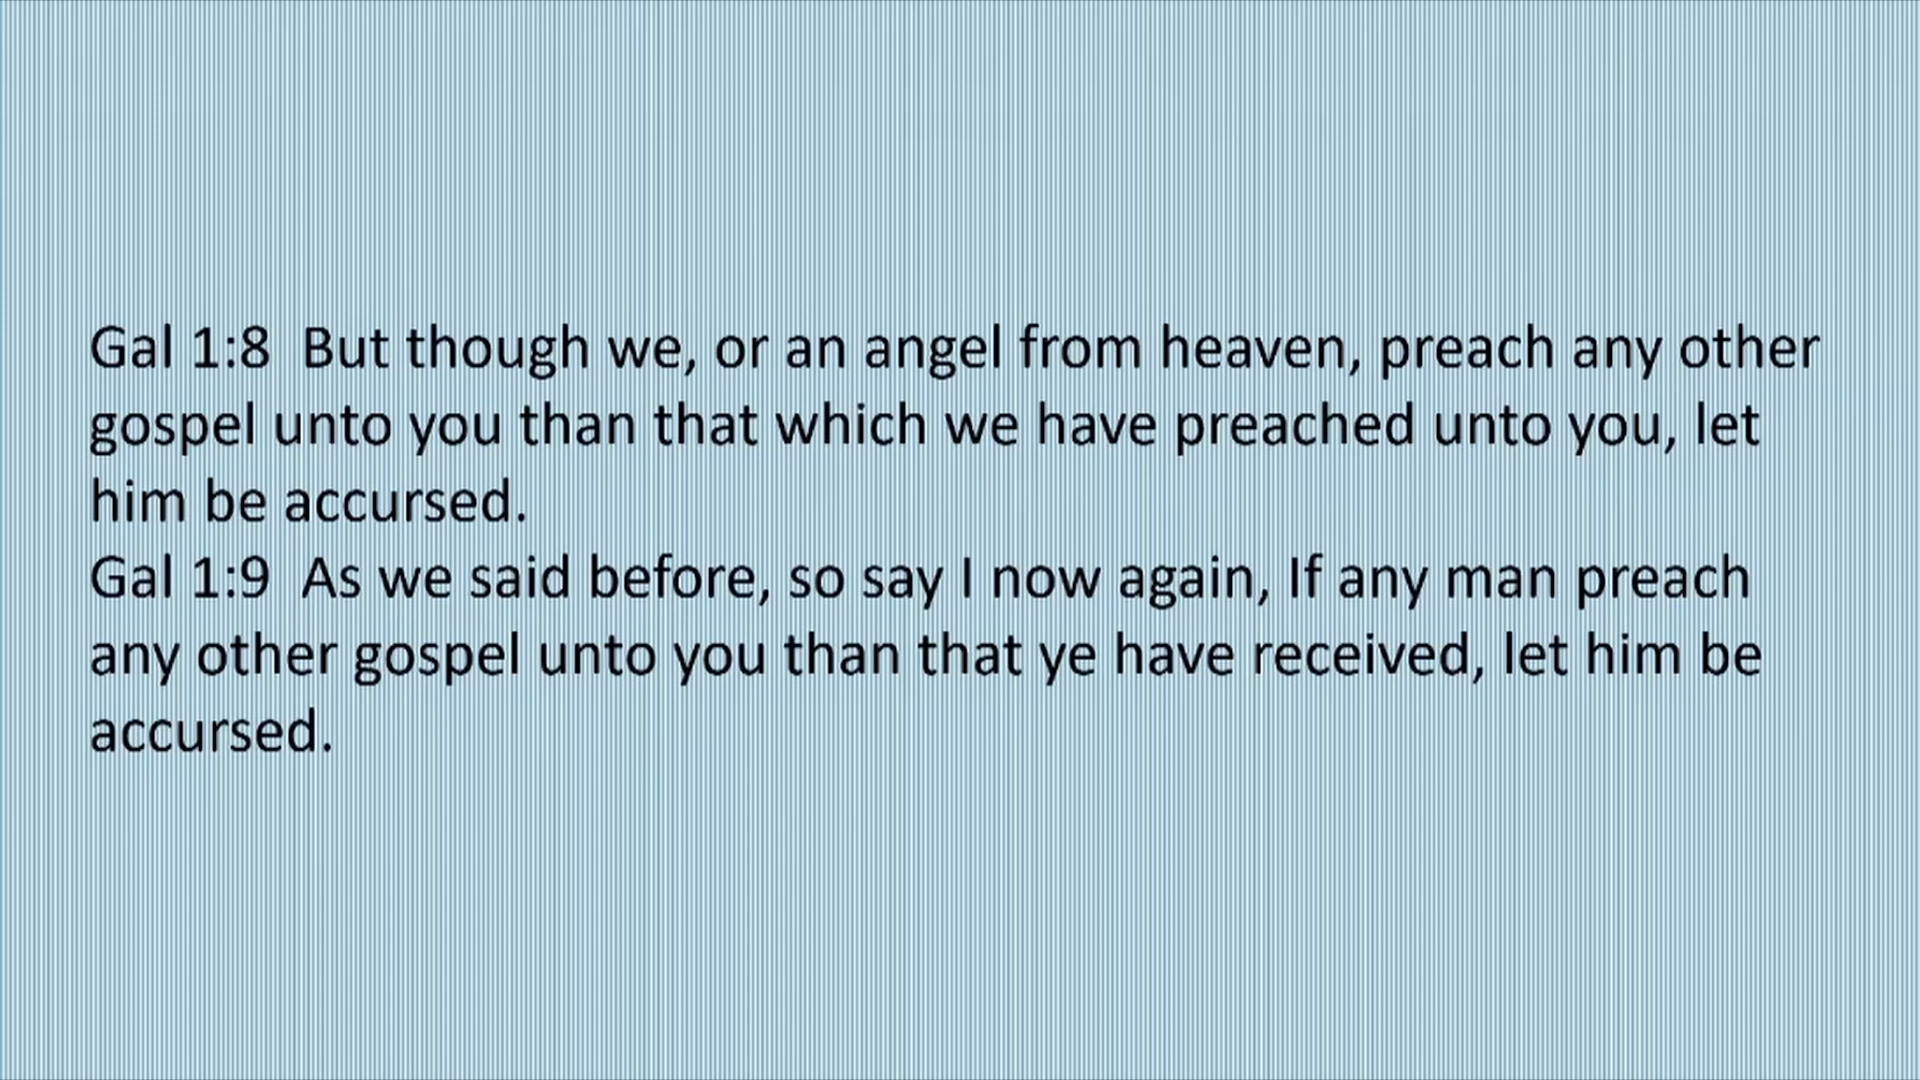 Gal 1:8  But though we, or an angel from heaven, preach any other
gospel unto you than that which we have preached unto you, let
him be accursed.
Gal 1:9  As we said before, so say I now again, If any man preach
any other gospel unto you than that ye have received, let him be
accursed.